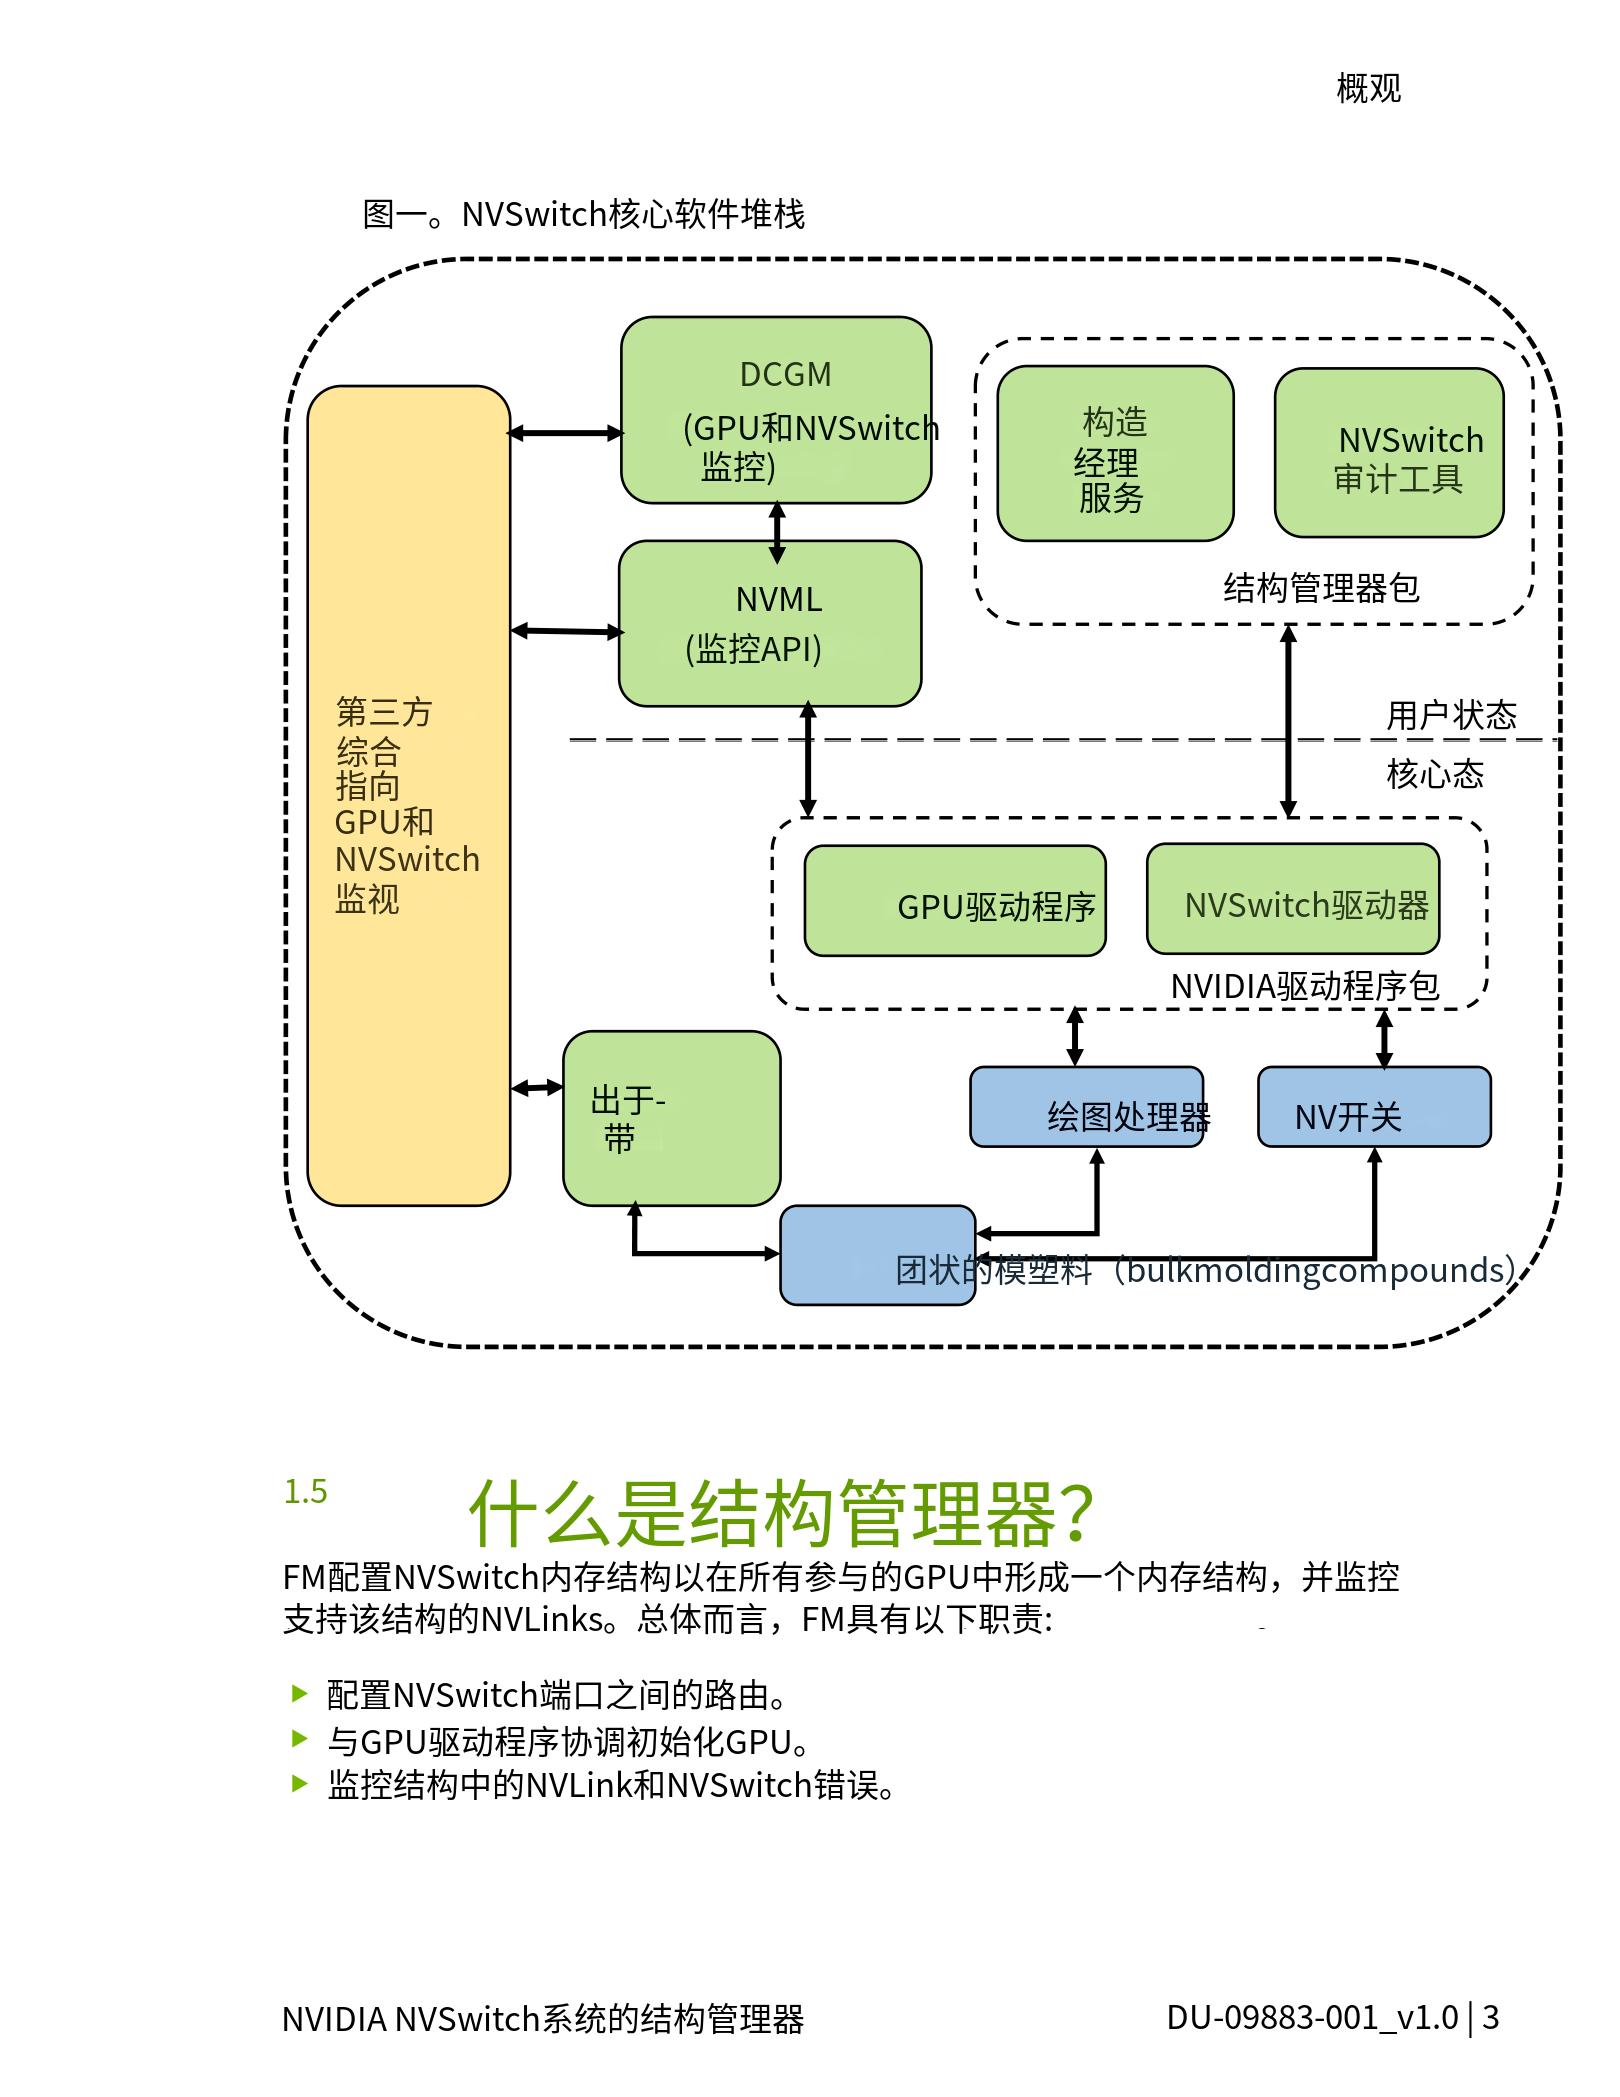 概观
图一。NVSwitch核心软件堆栈
DCGM
(GPU和NVSwitch
监控)
构造
经理
服务
NVSwitch
审计工具
结构管理器包
NVML
(监控API)
第三方
综合
指向
GPU和
NVSwitch
监视
用户状态
核心态
GPU驱动程序
NVSwitch驱动器
NVIDIA驱动程序包
出于-
带
绘图处理器
NV开关
团状的模塑料（bulkmoldingcompounds）
1.5 什么是结构管理器?
FM配置NVSwitch内存结构以在所有参与的GPU中形成一个内存结构，并监控
支持该结构的NVLinks。总体而言，FM具有以下职责:
配置NVSwitch端口之间的路由。
与GPU驱动程序协调初始化GPU。
监控结构中的NVLink和NVSwitch错误。
NVIDIA NVSwitch系统的结构管理器
DU-09883-001_v1.0 | 3